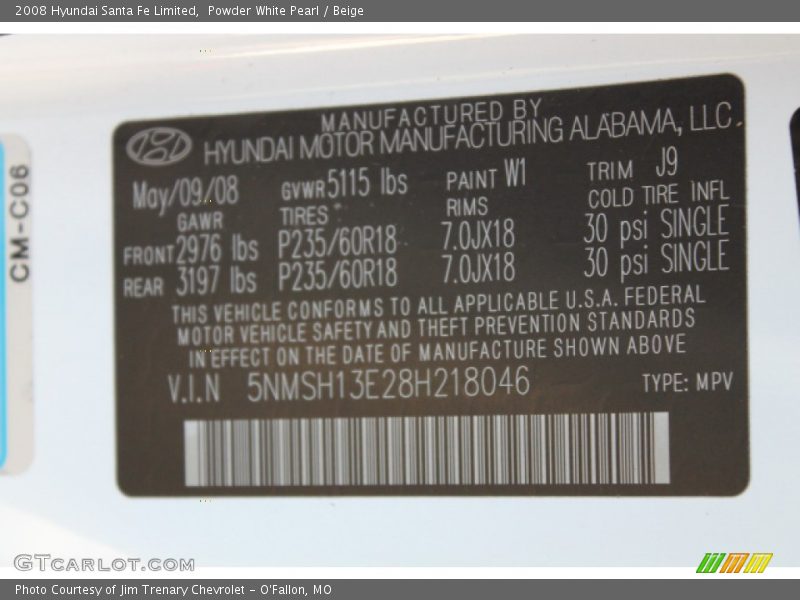 2008 Hyundai Santa Fe Limited, Powder White Pearl / Beige
CM-C06
MANUFACTURED BY
HYUNDAI MOTOR MANUFACTURING ALABAMA, LLC.
May/09/08 GVWR 5115 lbs PAINT W1 TRIM J9
GAWR TIRES RIMS COLD TIRE INFL
FRONT 2976 lbs P235/60R18 7.0JX18 30 psi SINGLE
REAR 3197 lbs P235/60R18 7.0JX18 30 psi SINGLE
THIS VEHICLE CONFORMS TO ALL APPLICABLE U.S.A. FEDERAL
MOTOR VEHICLE SAFETY AND THEFT PREVENTION STANDARDS
IN EFFECT ON THE DATE OF MANUFACTURE SHOWN ABOVE
V.I.N 5NMSH13E28H218046 TYPE: MPV
GTCARLOT.COM
Photo Courtesy of Jim Trenary Chevrolet - O'Fallon, MO